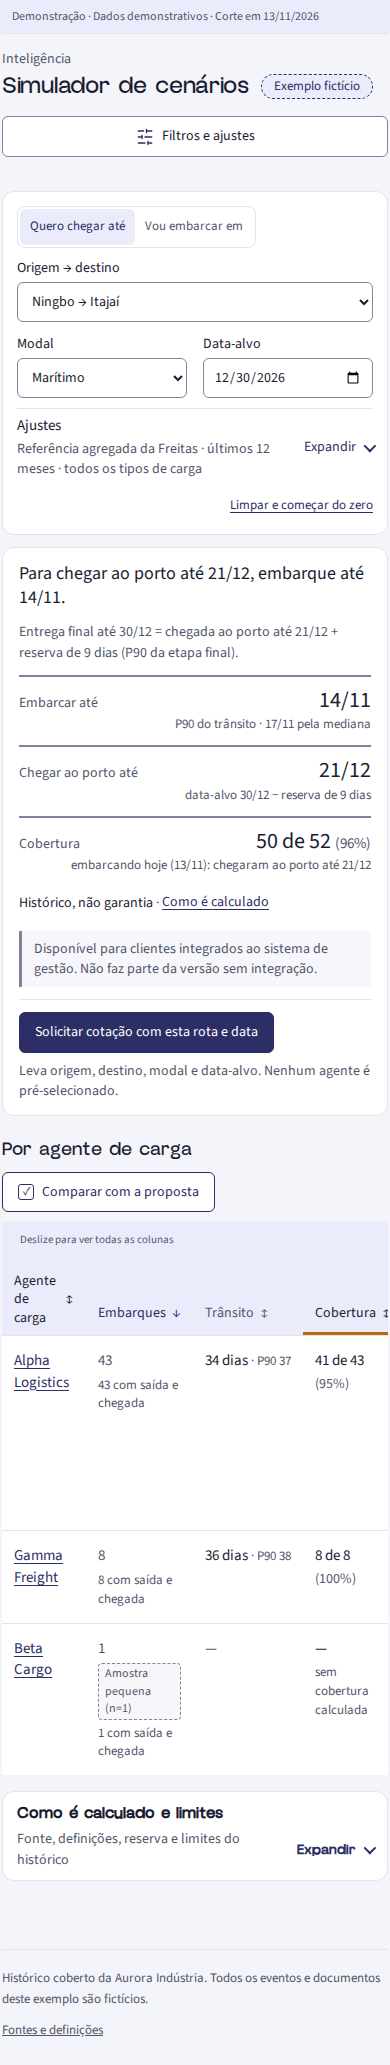 Demonstração · Dados demonstrativos · Corte em 13/11/2026
Inteligência
Simulador de cenários
Exemplo fictício
Filtros e ajustes
Quero chegar até
Vou embarcar em
Origem → destino
Ningbo → Itajaí
Modal
Data-alvo
Marítimo
12/30/2026
Ajustes
Referência agregada da Freitas · últimos 12
meses · todos os tipos de carga
Expandir
Limpar e começar do zero
Para chegar ao porto até 21/12, embarque até
14/11.
Entrega final até 30/12 = chegada ao porto até 21/12 +
reserva de 9 dias (P90 da etapa final).
Embarcar até
14/11
P90 do trânsito · 17/11 pela mediana
Chegar ao porto até
21/12
data-alvo 30/12 − reserva de 9 dias
Cobertura
50 de 52 (96%)
embarcando hoje (13/11): chegaram ao porto até 21/12
Histórico, não garantia · Como é calculado
Disponível para clientes integrados ao sistema de
gestão. Não faz parte da versão sem integração.
Solicitar cotação com esta rota e data
Leva origem, destino, modal e data-alvo. Nenhum agente é
pré-selecionado.
Por agente de carga
Comparar com a proposta
Deslize para ver todas as colunas
Agente
de
carga
↕
Embarques ↓
Trânsito ↕
Cobertura ↕
Alpha
Logistics
43
43 com saída e
chegada
34 dias · P90 37
41 de 43
(95%)
Gamma
Freight
8
8 com saída e
chegada
36 dias · P90 38
8 de 8
(100%)
Beta
Cargo
1
Amostra
pequena
(n=1)
1 com saída e
chegada
—
—
sem
cobertura
calculada
Como é calculado e limites
Fonte, definições, reserva e limites do
histórico
Expandir
Histórico coberto da Aurora Indústria. Todos os eventos e documentos
deste exemplo são fictícios.
Fontes e definições